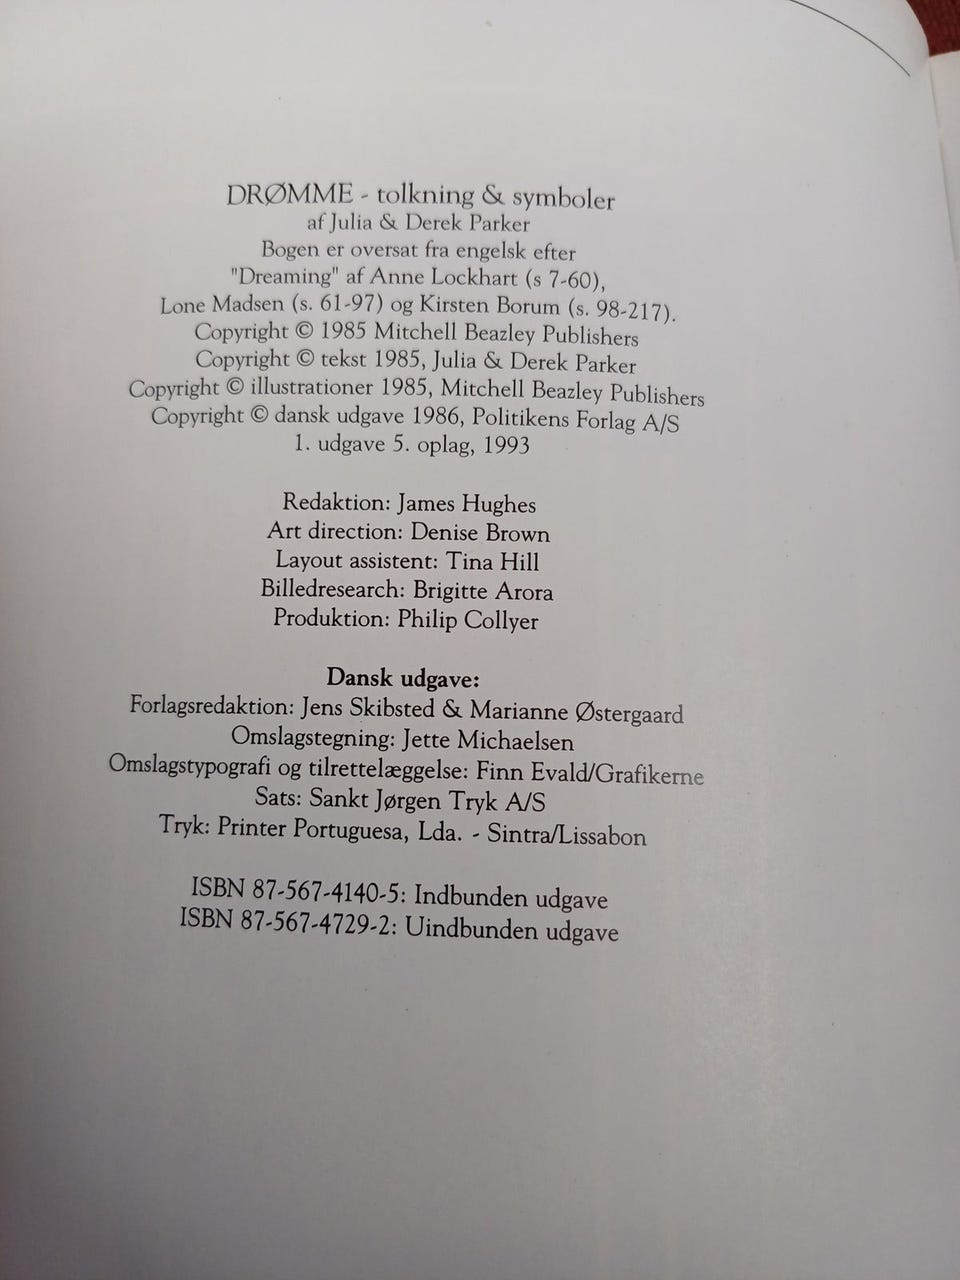 DRØMME - tolkning & symboler
af Julia & Derek Parker
Bogen er oversat fra engelsk efter
"Dreaming" af Anne Lockhart (s 7-60),
Lone Madsen (s. 61-97) og Kirsten Borum (s. 98-217).
Copyright © 1985 Mitchell Beazley Publishers
Copyright © tekst 1985, Julia & Derek Parker
Copyright © illustrationer 1985, Mitchell Beazley Publishers
Copyright © dansk udgave 1986, Politikens Forlag A/S
1. udgave 5. oplag, 1993
Redaktion: James Hughes
Art direction: Denise Brown
Layout assistent: Tina Hill
Billedresearch: Brigitte Arora
Produktion: Philip Collyer
Dansk udgave:
Forlagsredaktion: Jens Skibsted & Marianne Østergaard
Omslagstegning: Jette Michaelsen
Omslagstypografi og tilrettelæggelse: Finn Evald/Grafikerne
Sats: Sankt Jørgen Tryk A/S
Tryk: Printer Portuguesa, Lda. - Sintra/Lissabon
ISBN 87-567-4140-5: Indbunden udgave
ISBN 87-567-4729-2: Uindbunden udgave